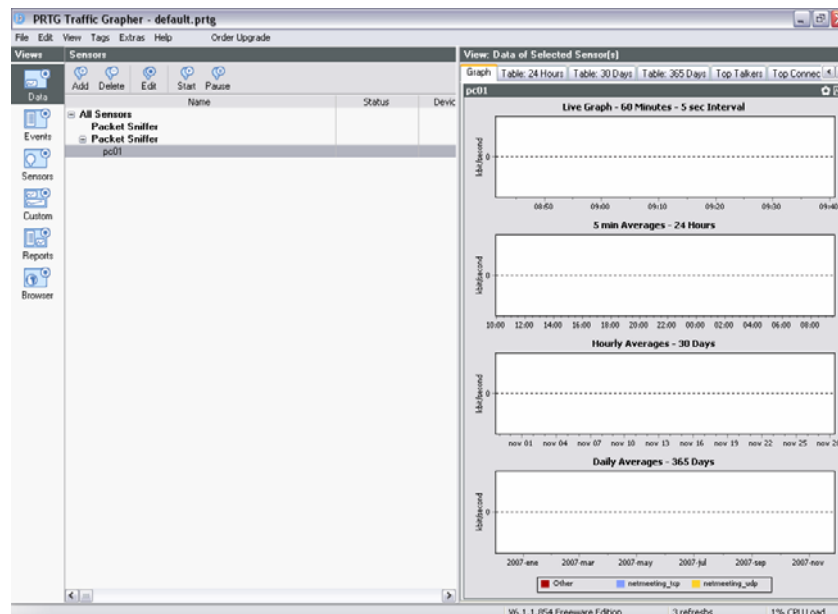 PRTG Traffic Grapher - default.prtg
File Edit View Tags Extras Help Order Upgrade
Views
Data
Events
Sensors
Custom
Reports
Browser
Sensors
Add Delete Edit Start Pause
Name Status Devic
All Sensors
Packet Sniffer
Packet Sniffer
pc01
View: Data of Selected Sensor(s)
Graph Table: 24 Hours Table: 30 Days Table: 365 Days Top Talkers Top Connec
pc01
Live Graph - 60 Minutes - 5 sec Interval
kbit/second
0
08:50 09:00 09:10 09:20 09:30 09:40
5 min Averages - 24 Hours
kbit/second
0
10:00 12:00 14:00 16:00 18:00 20:00 22:00 00:00 02:00 04:00 06:00 08:00
Hourly Averages - 30 Days
kbit/second
0
nov 01 nov 04 nov 07 nov 10 nov 13 nov 16 nov 19 nov 22 nov 25 nov 2
Daily Averages - 365 Days
kbit/second
0
2007-ene 2007-mar 2007-may 2007-jul 2007-sep 2007-nov
Other netmeeting_tcp netmeeting_udp
V6.1.1.854 Freeware Edition 3 refreshs 1% CPU Load